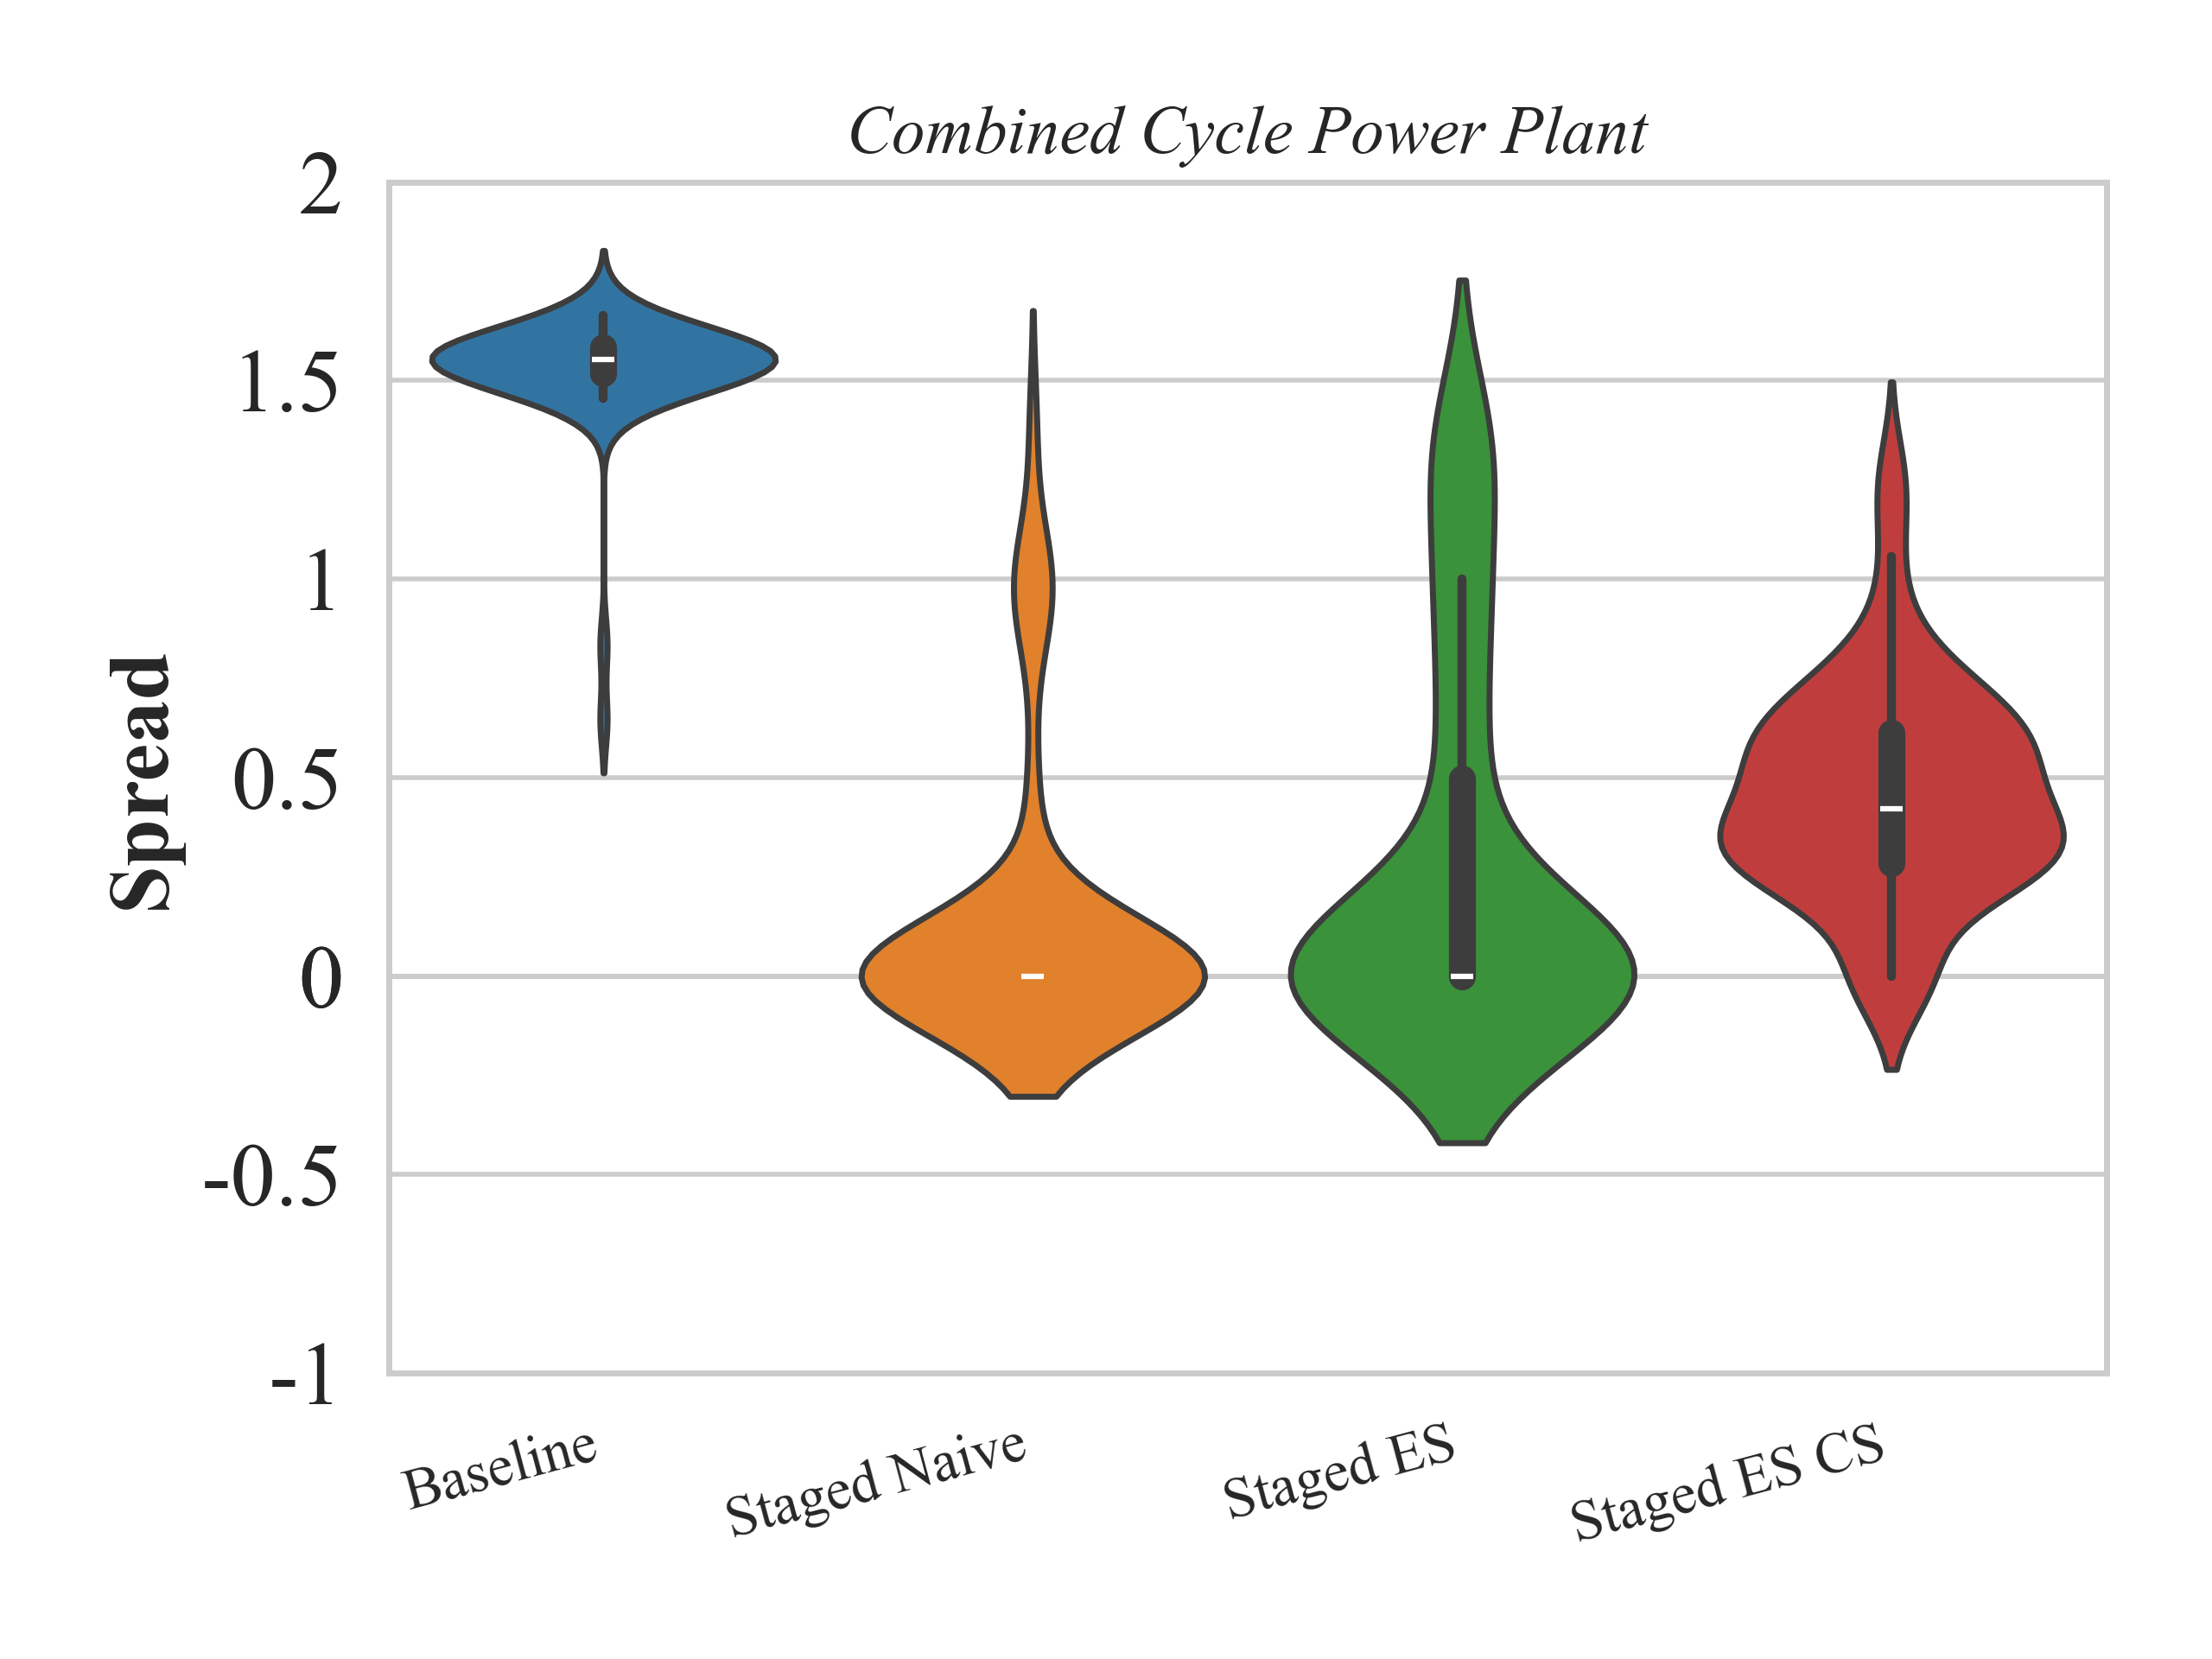 Combined Cycle Power Plant
2
1.5
1
0.5
0
-0.5
-1
Spread
Baseline
Staged Naive
Staged ES
Staged ES CS